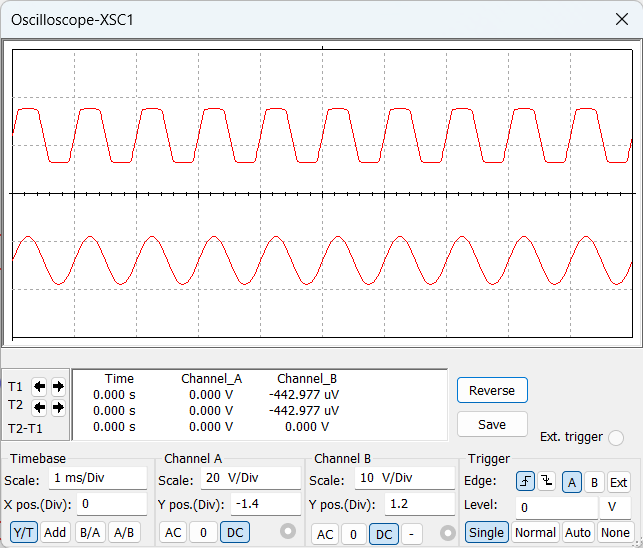 Oscilloscope-XSC1
Time Channel_A Channel_B
T1 0.000 s 0.000 V -442.977 uV
T2 0.000 s 0.000 V -442.977 uV
T2-T1 0.000 s 0.000 V 0.000 V
Reverse
Save
Ext. trigger
Timebase
Scale: 1 ms/Div
X pos.(Div): 0
Y/T Add B/A A/B
Channel A
Scale: 20 V/Div
Y pos.(Div): -1.4
AC 0 DC
Channel B
Scale: 10 V/Div
Y pos.(Div): 1.2
AC 0 DC -
Trigger
Edge: A B Ext
Level: 0 V
Single Normal Auto None